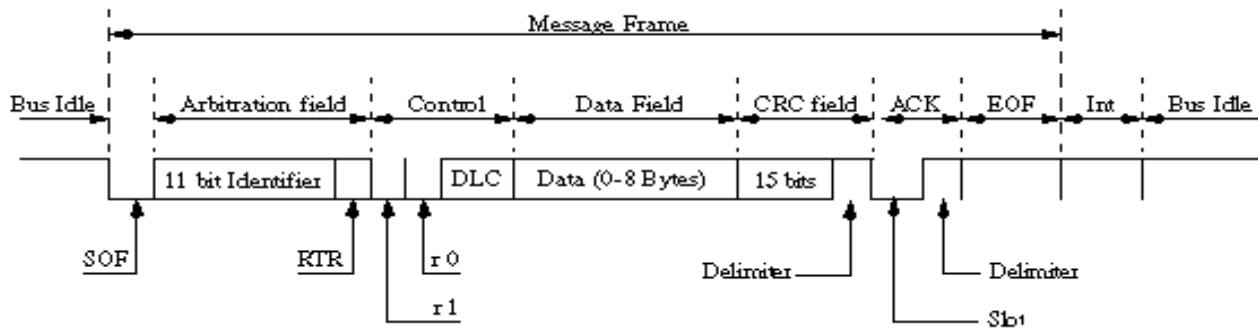 Message Frame
Bus Idle Arbitration field Control Data Field CRC field ACK EOF Int Bus Idle
11 bit Identifier DLC Data (0-8 Bytes) 15 bits
SOF RTR r 0 Delimiter Delimiter
r 1 Slot